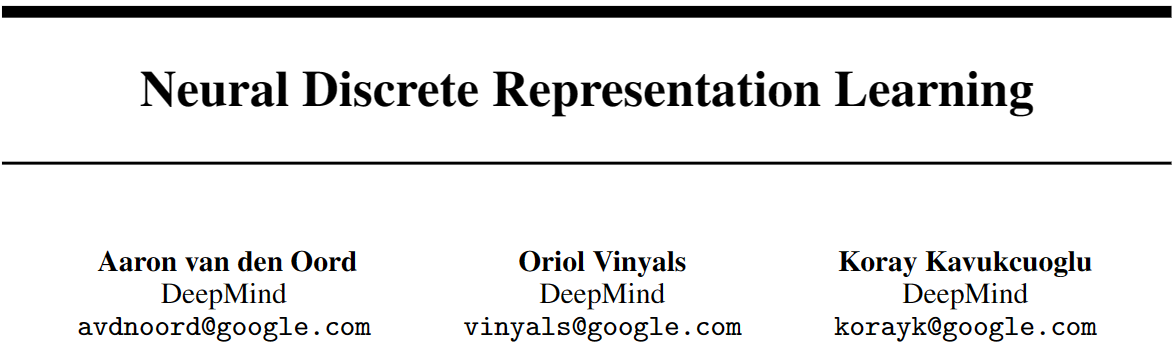 Neural Discrete Representation Learning
Aaron van den Oord
DeepMind
avdnoord@google.com
Oriol Vinyals
DeepMind
vinyals@google.com
Koray Kavukcuoglu
DeepMind
korayk@google.com